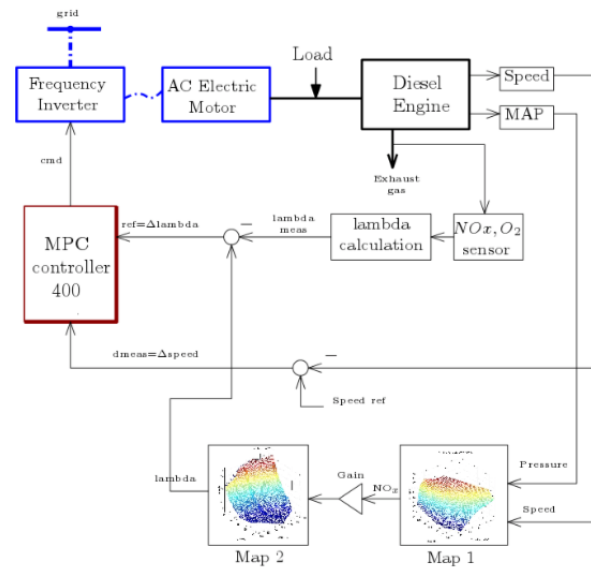 grid
Load
Frequency
Inverter
AC Electric
Motor
Diesel
Engine
Speed
MAP
cmd
Exhaust
gas
MPC
controller
400
ref=Δlambda
−
lambda
meas
lambda
calculation
NOx, O2
sensor
dmeas=Δspeed
−
Speed ref
lambda
Gain
NOx
Pressure
Speed
Map 2
Map 1